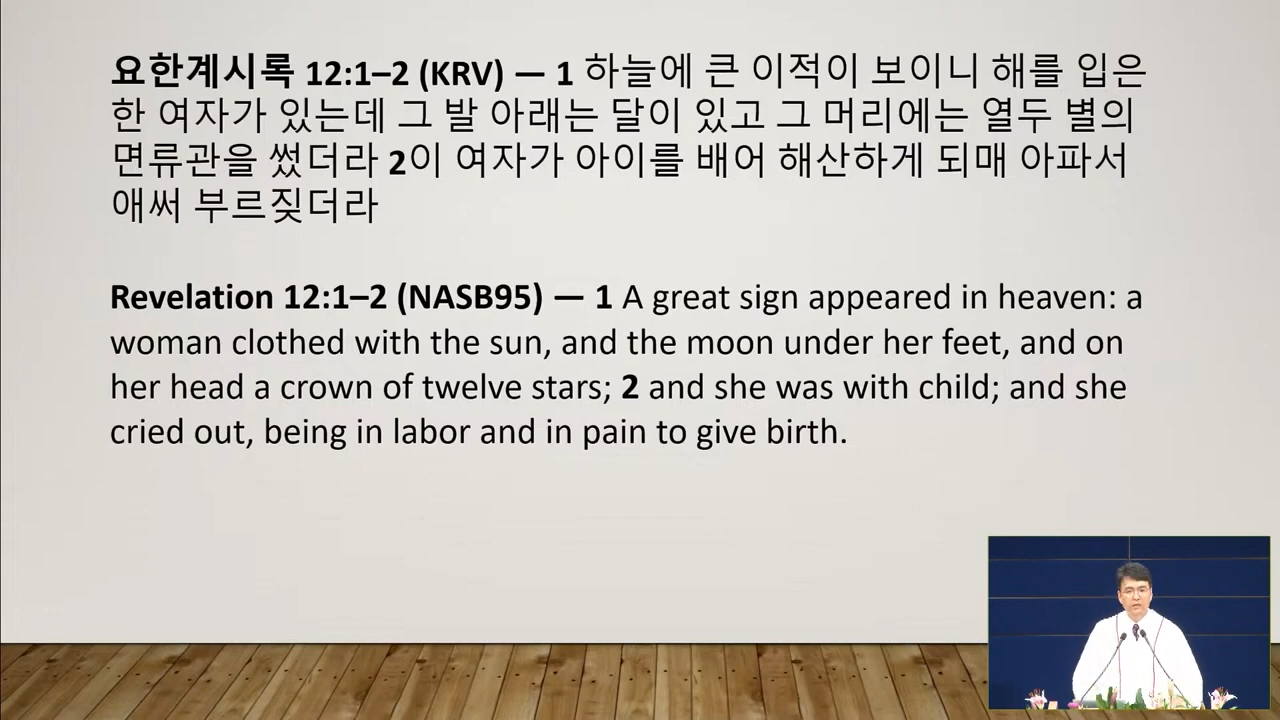 요한계시록 12:1–2 (KRV) — 1 하늘에 큰 이적이 보이니 해를 입은
한 여자가 있는데 그 발 아래는 달이 있고 그 머리에는 열두 별의
면류관을 썼더라 2이 여자가 아이를 배어 해산하게 되매 아파서
애써 부르짖더라
Revelation 12:1–2 (NASB95) — 1 A great sign appeared in heaven: a
woman clothed with the sun, and the moon under her feet, and on
her head a crown of twelve stars; 2 and she was with child; and she
cried out, being in labor and in pain to give birth.